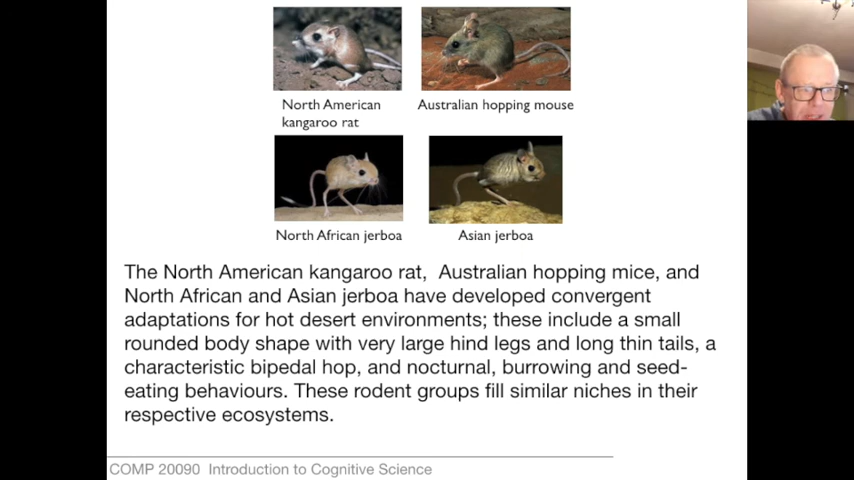 North American
kangaroo rat
Australian hopping mouse
North African jerboa
Asian jerboa
The North American kangaroo rat, Australian hopping mice, and
North African and Asian jerboa have developed convergent
adaptations for hot desert environments; these include a small
rounded body shape with very large hind legs and long thin tails, a
characteristic bipedal hop, and nocturnal, burrowing and seed-
eating behaviours. These rodent groups fill similar niches in their
respective ecosystems.
COMP 20090 Introduction to Cognitive Science